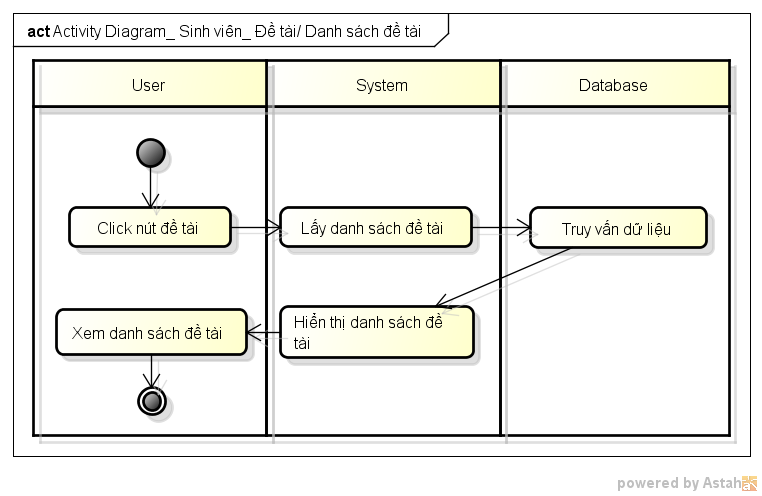 act Activity Diagram_ Sinh viên_ Đề tài/ Danh sách đề tài
User
System
Database
Click nút đề tài
Lấy danh sách đề tài
Truy vấn dữ liệu
Hiển thị danh sách đề
tài
Xem danh sách đề tài
powered by Astah